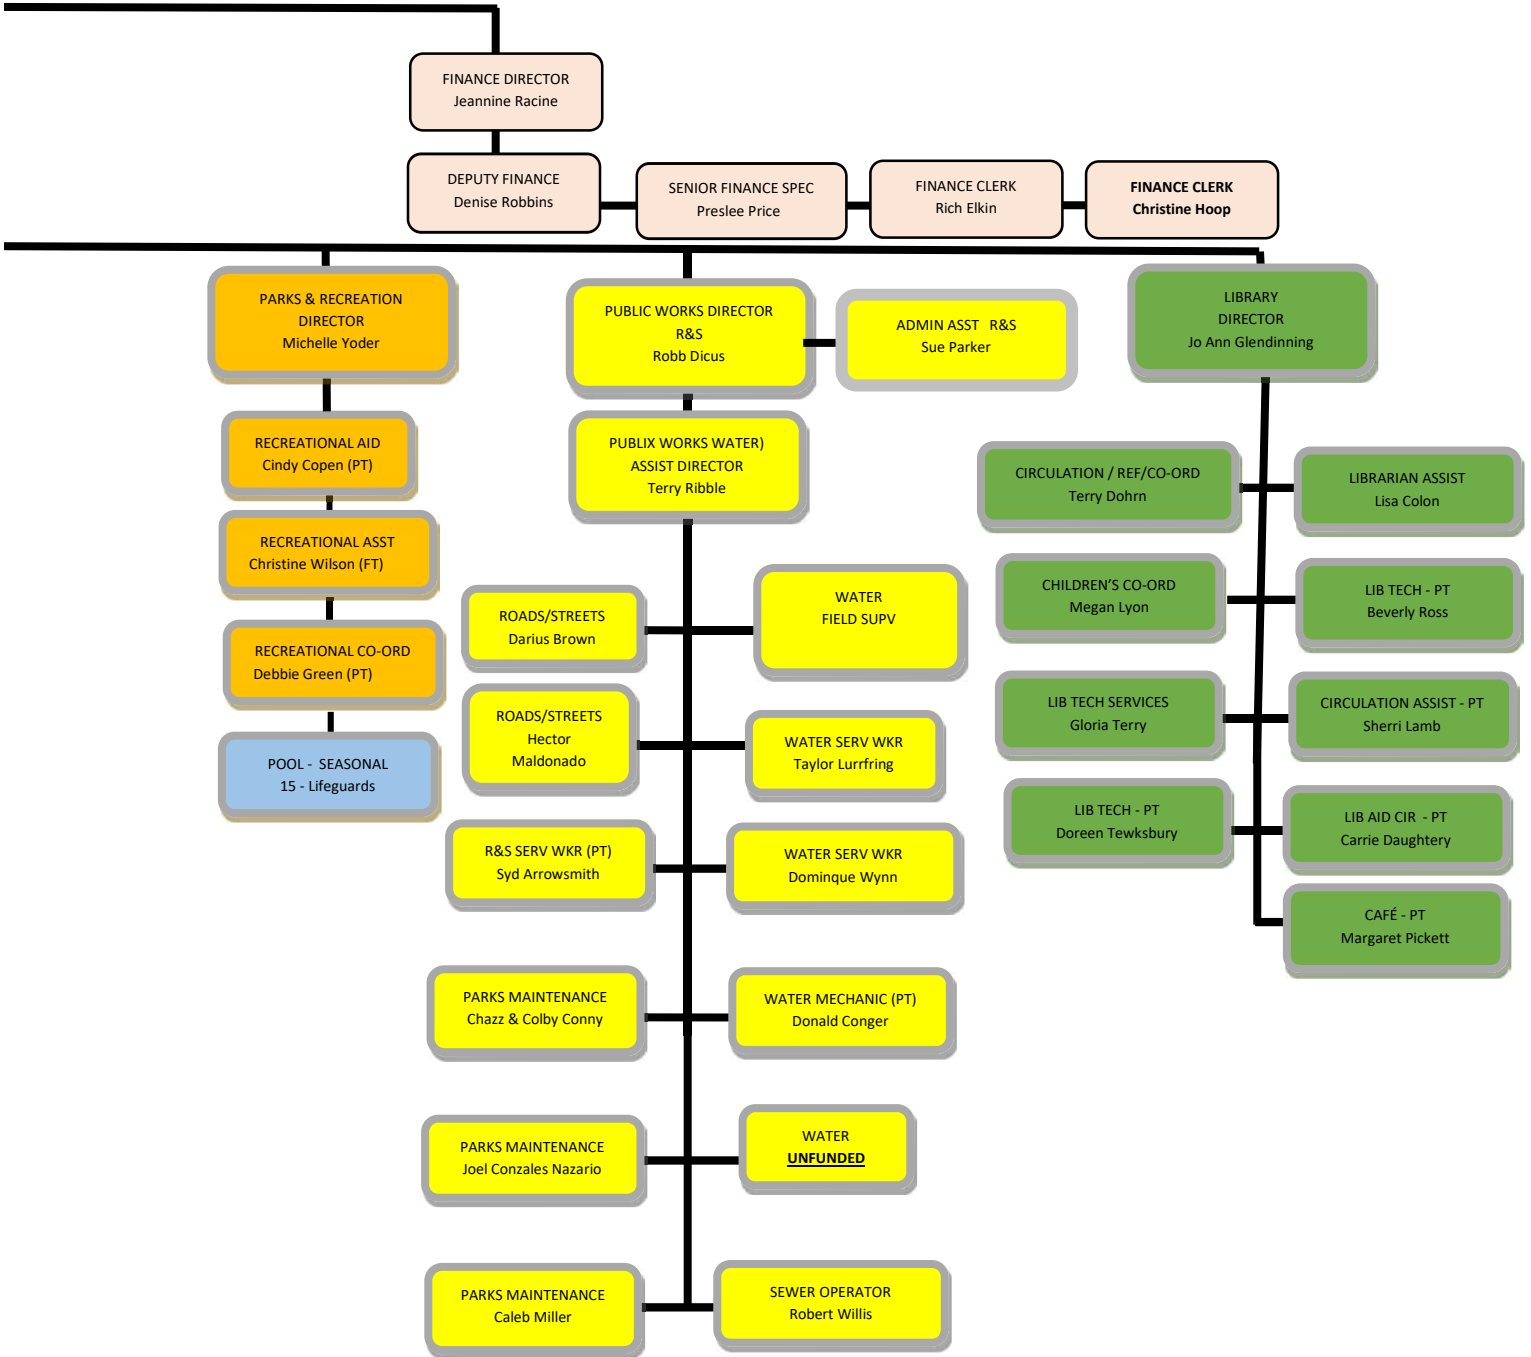 FINANCE DIRECTOR
Jeannine Racine
DEPUTY FINANCE
Denise Robbins
SENIOR FINANCE SPEC
Preslee Price
FINANCE CLERK
Rich Elkin
FINANCE CLERK
Christine Hoop
PARKS & RECREATION
DIRECTOR
Michelle Yoder
RECREATIONAL AID
Cindy Copen (PT)
RECREATIONAL ASST
Christine Wilson (FT)
RECREATIONAL CO-ORD
Debbie Green (PT)
POOL - SEASONAL
15 - Lifeguards
PUBLIC WORKS DIRECTOR
R&S
Robb Dicus
ADMIN ASST R&S
Sue Parker
PUBLIX WORKS WATER)
ASSIST DIRECTOR
Terry Ribble
ROADS/STREETS
Darius Brown
WATER
FIELD SUPV
ROADS/STREETS
Hector
Maldonado
WATER SERV WKR
Taylor Lurrfring
R&S SERV WKR (PT)
Syd Arrowsmith
WATER SERV WKR
Dominque Wynn
PARKS MAINTENANCE
Chazz & Colby Conny
WATER MECHANIC (PT)
Donald Conger
PARKS MAINTENANCE
Joel Conzales Nazario
WATER
UNFUNDED
PARKS MAINTENANCE
Caleb Miller
SEWER OPERATOR
Robert Willis
LIBRARY
DIRECTOR
Jo Ann Glendinning
CIRCULATION / REF/CO-ORD
Terry Dohrn
LIBRARIAN ASSIST
Lisa Colon
CHILDREN'S CO-ORD
Megan Lyon
LIB TECH - PT
Beverly Ross
LIB TECH SERVICES
Gloria Terry
CIRCULATION ASSIST - PT
Sherri Lamb
LIB TECH - PT
Doreen Tewksbury
LIB AID CIR - PT
Carrie Daughtery
CAFÉ - PT
Margaret Pickett